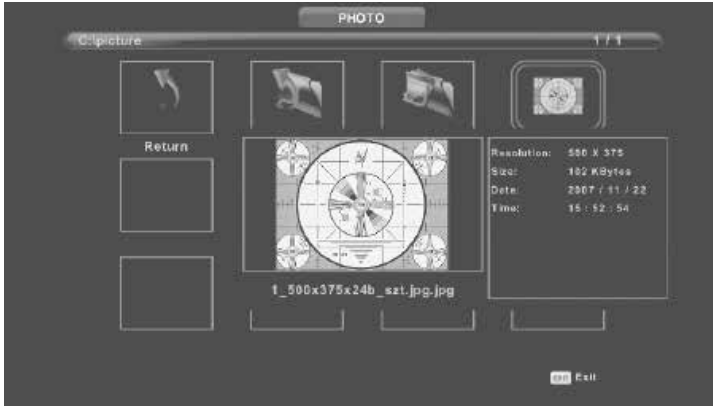 PHOTO
C:\picture
1 / 1
Return
Resolution: 500 X 375
Size: 102 KBytes
Date: 2007 / 11 / 22
Time: 15 : 52 : 54
1_500x375x24b_szt.jpg.jpg
Exit